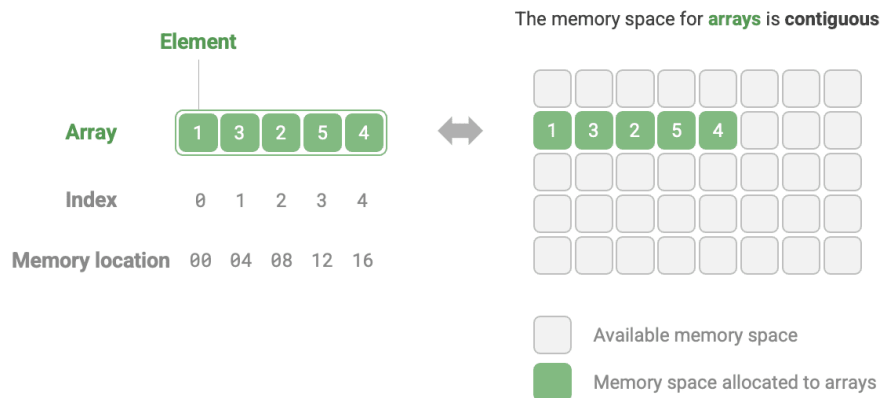 The memory space for arrays is contiguous
Element
Array 1 3 2 5 4
1 3 2 5 4
Index 0 1 2 3 4
Memory location 00 04 08 12 16
Available memory space
Memory space allocated to arrays